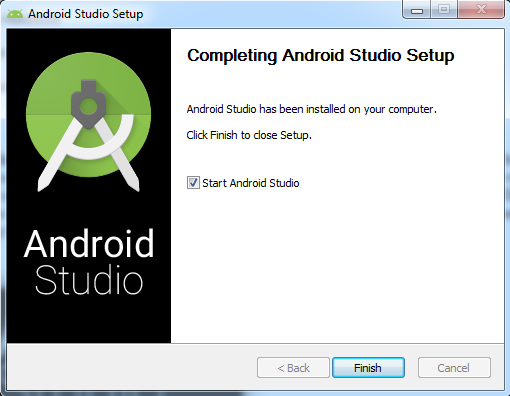 Android Studio Setup
Completing Android Studio Setup
Android Studio has been installed on your computer.
Click Finish to close Setup.
Start Android Studio
Android
Studio
< Back
Finish
Cancel